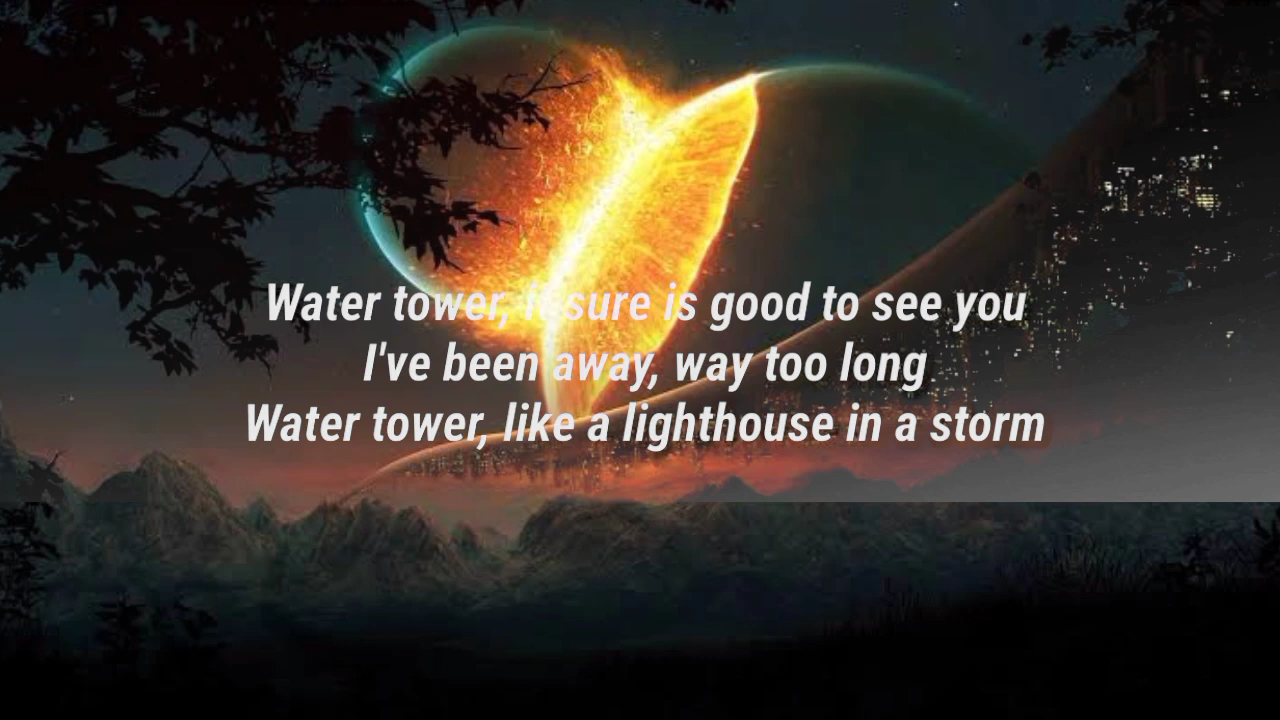 Water tower, it sure is good to see you
I've been away, way too long
Water tower, like a lighthouse in a storm